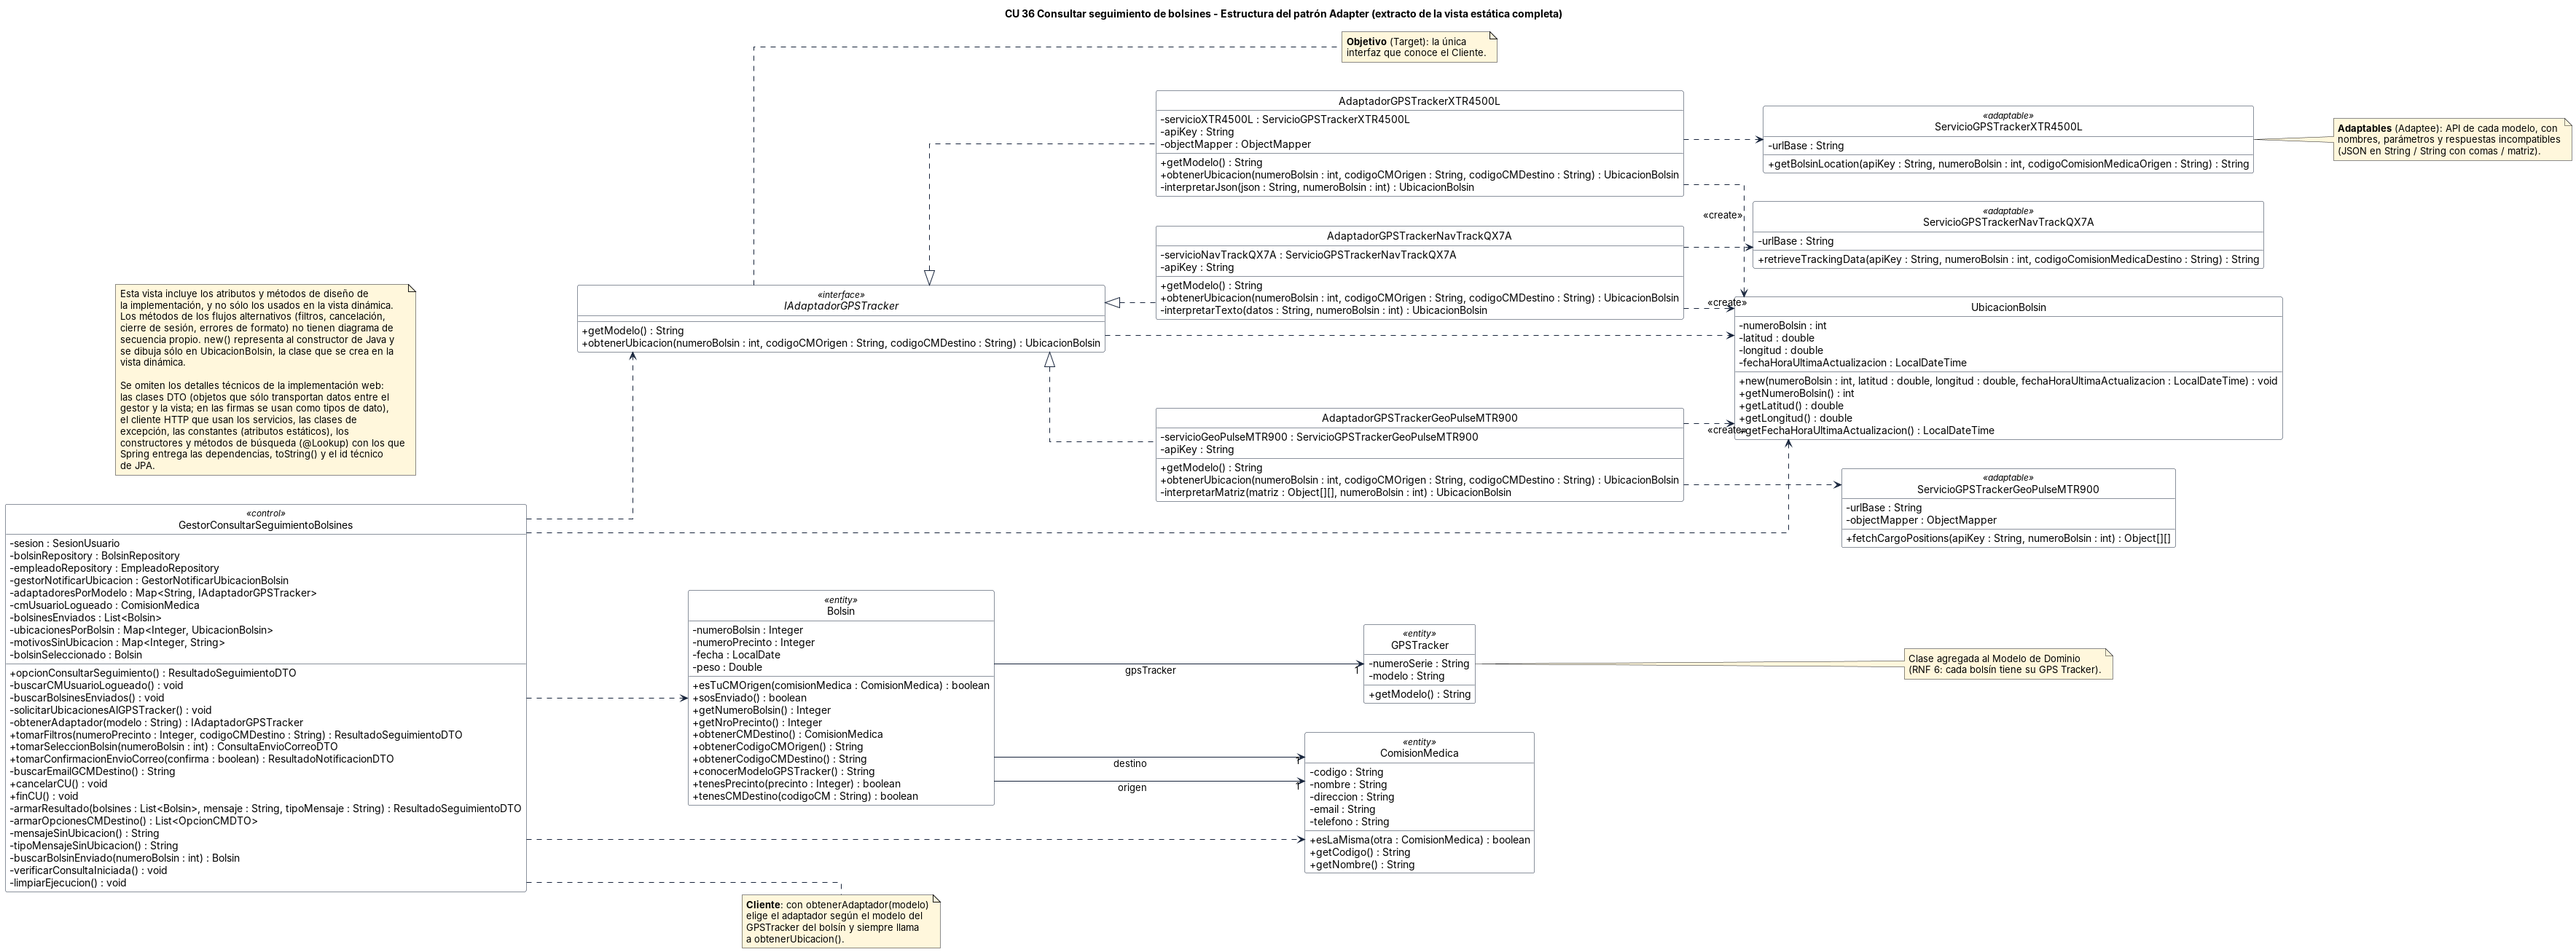 CU 36 Consultar seguimiento de bolsines - Estructura del patrón Adapter (extracto de la vista estática completa)
Objetivo (Target): la única
interfaz que conoce el Cliente.
AdaptadorGPSTrackerXTR4500L
-servicioXTR4500L : ServicioGPSTrackerXTR4500L
-apiKey : String
-objectMapper : ObjectMapper
+getModelo() : String
+obtenerUbicacion(numeroBolsin : int, codigoCMOrigen : String, codigoCMDestino : String) : UbicacionBolsin
-interpretarJson(json : String, numeroBolsin : int) : UbicacionBolsin
«adaptable»
ServicioGPSTrackerXTR4500L
-urlBase : String
+getBolsinLocation(apiKey : String, numeroBolsin : int, codigoComisionMedicaOrigen : String) : String
Adaptables (Adaptee): API de cada modelo, con
nombres, parámetros y respuestas incompatibles
(JSON en String / String con comas / matriz).
«create»
AdaptadorGPSTrackerNavTrackQX7A
-servicioNavTrackQX7A : ServicioGPSTrackerNavTrackQX7A
-apiKey : String
+getModelo() : String
+obtenerUbicacion(numeroBolsin : int, codigoCMOrigen : String, codigoCMDestino : String) : UbicacionBolsin
-interpretarTexto(datos : String, numeroBolsin : int) : UbicacionBolsin
«adaptable»
ServicioGPSTrackerNavTrackQX7A
-urlBase : String
+retrieveTrackingData(apiKey : String, numeroBolsin : int, codigoComisionMedicaDestino : String) : String
Esta vista incluye los atributos y métodos de diseño de
la implementación, y no sólo los usados en la vista dinámica.
Los métodos de los flujos alternativos (filtros, cancelación,
cierre de sesión, errores de formato) no tienen diagrama de
secuencia propio. new() representa al constructor de Java y
se dibuja sólo en UbicacionBolsin, la clase que se crea en la
vista dinámica.
Se omiten los detalles técnicos de la implementación web:
las clases DTO (objetos que sólo transportan datos entre el
gestor y la vista; en las firmas se usan como tipos de dato),
el cliente HTTP que usan los servicios, las clases de
excepción, las constantes (atributos estáticos), los
constructores y métodos de búsqueda (@Lookup) con los que
Spring entrega las dependencias, toString() y el id técnico
de JPA.
«interface»
IAdaptadorGPSTracker
+getModelo() : String
+obtenerUbicacion(numeroBolsin : int, codigoCMOrigen : String, codigoCMDestino : String) : UbicacionBolsin
«create»
UbicacionBolsin
-numeroBolsin : int
-latitud : double
-longitud : double
-fechaHoraUltimaActualizacion : LocalDateTime
+new(numeroBolsin : int, latitud : double, longitud : double, fechaHoraUltimaActualizacion : LocalDateTime) : void
+getNumeroBolsin() : int
+getLatitud() : double
+getLongitud() : double
+getFechaHoraUltimaActualizacion() : LocalDateTime
«create»
AdaptadorGPSTrackerGeoPulseMTR900
-servicioGeoPulseMTR900 : ServicioGPSTrackerGeoPulseMTR900
-apiKey : String
+getModelo() : String
+obtenerUbicacion(numeroBolsin : int, codigoCMOrigen : String, codigoCMDestino : String) : UbicacionBolsin
-interpretarMatriz(matriz : Object[][], numeroBolsin : int) : UbicacionBolsin
«adaptable»
ServicioGPSTrackerGeoPulseMTR900
-urlBase : String
-objectMapper : ObjectMapper
+fetchCargoPositions(apiKey : String, numeroBolsin : int) : Object[][]
«control»
GestorConsultarSeguimientoBolsines
-sesion : SesionUsuario
-bolsinRepository : BolsinRepository
-empleadoRepository : EmpleadoRepository
-gestorNotificarUbicacion : GestorNotificarUbicacionBolsin
-adaptadoresPorModelo : Map<String, IAdaptadorGPSTracker>
-cmUsuarioLogueado : ComisionMedica
-bolsinesEnviados : List<Bolsin>
-ubicacionesPorBolsin : Map<Integer, UbicacionBolsin>
-motivosSinUbicacion : Map<Integer, String>
-bolsinSeleccionado : Bolsin
+opcionConsultarSeguimiento() : ResultadoSeguimientoDTO
-buscarCMUsuarioLogueado() : void
-buscarBolsinesEnviados() : void
-solicitarUbicacionesAlGPSTracker() : void
-obtenerAdaptador(modelo : String) : IAdaptadorGPSTracker
+tomarFiltros(numeroPrecinto : Integer, codigoCMDestino : String) : ResultadoSeguimientoDTO
+tomarSeleccionBolsin(numeroBolsin : int) : ConsultaEnvioCorreoDTO
+tomarConfirmacionEnvioCorreo(confirma : boolean) : ResultadoNotificacionDTO
-buscarEmailGCMDestino() : String
+cancelarCU() : void
+finCU() : void
-armarResultado(bolsines : List<Bolsin>, mensaje : String, tipoMensaje : String) : ResultadoSeguimientoDTO
-armarOpcionesCMDestino() : List<OpcionCMDTO>
-mensajeSinUbicacion() : String
-tipoMensajeSinUbicacion() : String
-buscarBolsinEnviado(numeroBolsin : int) : Bolsin
-verificarConsultaIniciada() : void
-limpiarEjecucion() : void
«entity»
Bolsin
-numeroBolsin : Integer
-numeroPrecinto : Integer
-fecha : LocalDate
-peso : Double
+esTuCMOrigen(comisionMedica : ComisionMedica) : boolean
+sosEnviado() : boolean
+getNumeroBolsin() : Integer
+getNroPrecinto() : Integer
+obtenerCMDestino() : ComisionMedica
+obtenerCodigoCMOrigen() : String
+obtenerCodigoCMDestino() : String
+conocerModeloGPSTracker() : String
+tenesPrecinto(precinto : Integer) : boolean
+tenesCMDestino(codigoCM : String) : boolean
gpsTracker
1
destino
1
origen
1
«entity»
GPSTracker
-numeroSerie : String
-modelo : String
+getModelo() : String
Clase agregada al Modelo de Dominio
(RNF 6: cada bolsín tiene su GPS Tracker).
«entity»
ComisionMedica
-codigo : String
-nombre : String
-direccion : String
-email : String
-telefono : String
+esLaMisma(otra : ComisionMedica) : boolean
+getCodigo() : String
+getNombre() : String
Cliente: con obtenerAdaptador(modelo)
elige el adaptador según el modelo del
GPSTracker del bolsín y siempre llama
a obtenerUbicacion().